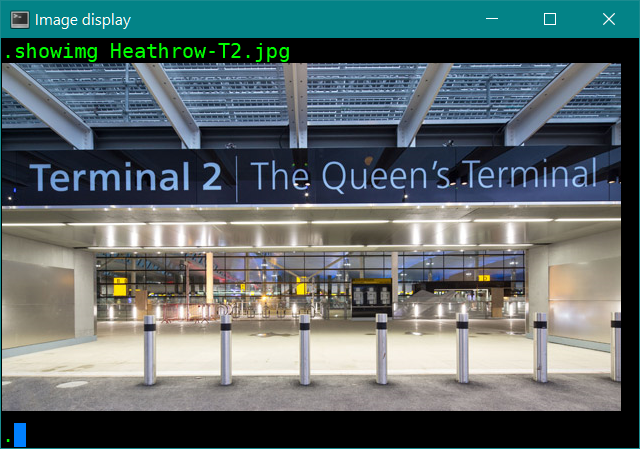 Image display
.showimg Heathrow-T2.jpg
Terminal 2 | The Queen's Terminal
.